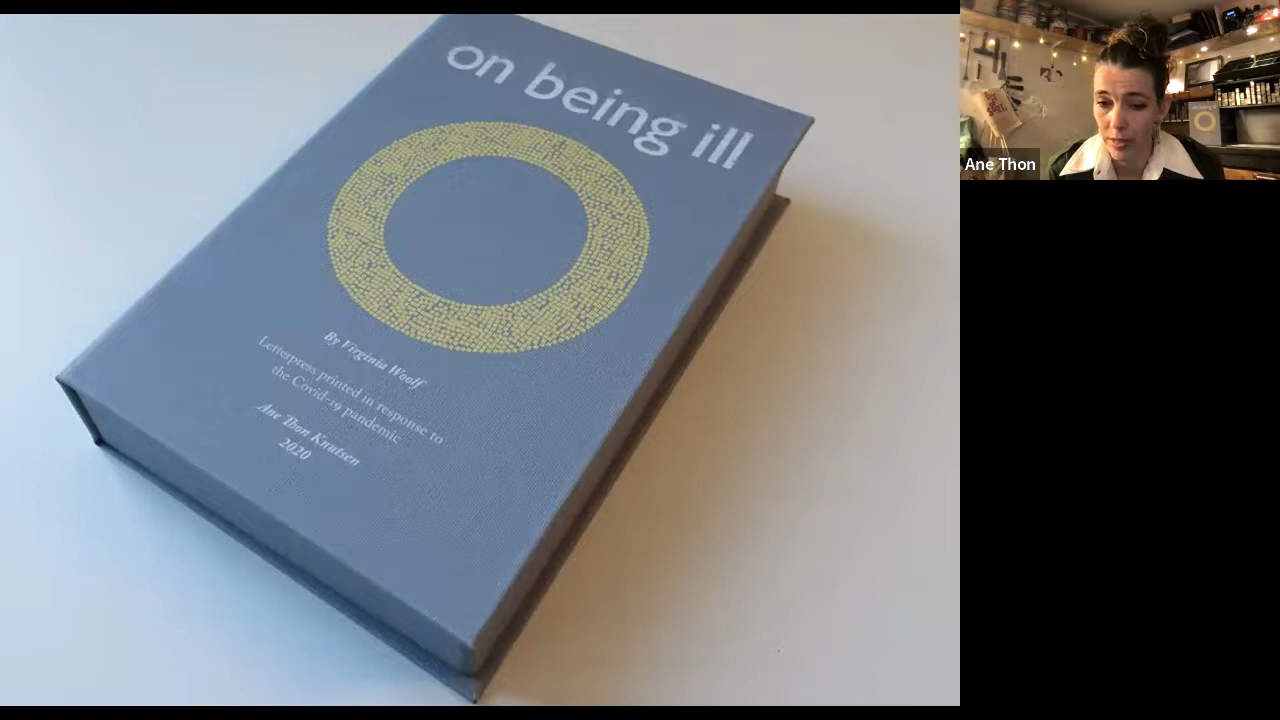 on being ill
By Virginia Woolf
Letterpress printed in response to
the Covid-19 pandemic
Ane Thon Knutsen
2020
Ane Thon